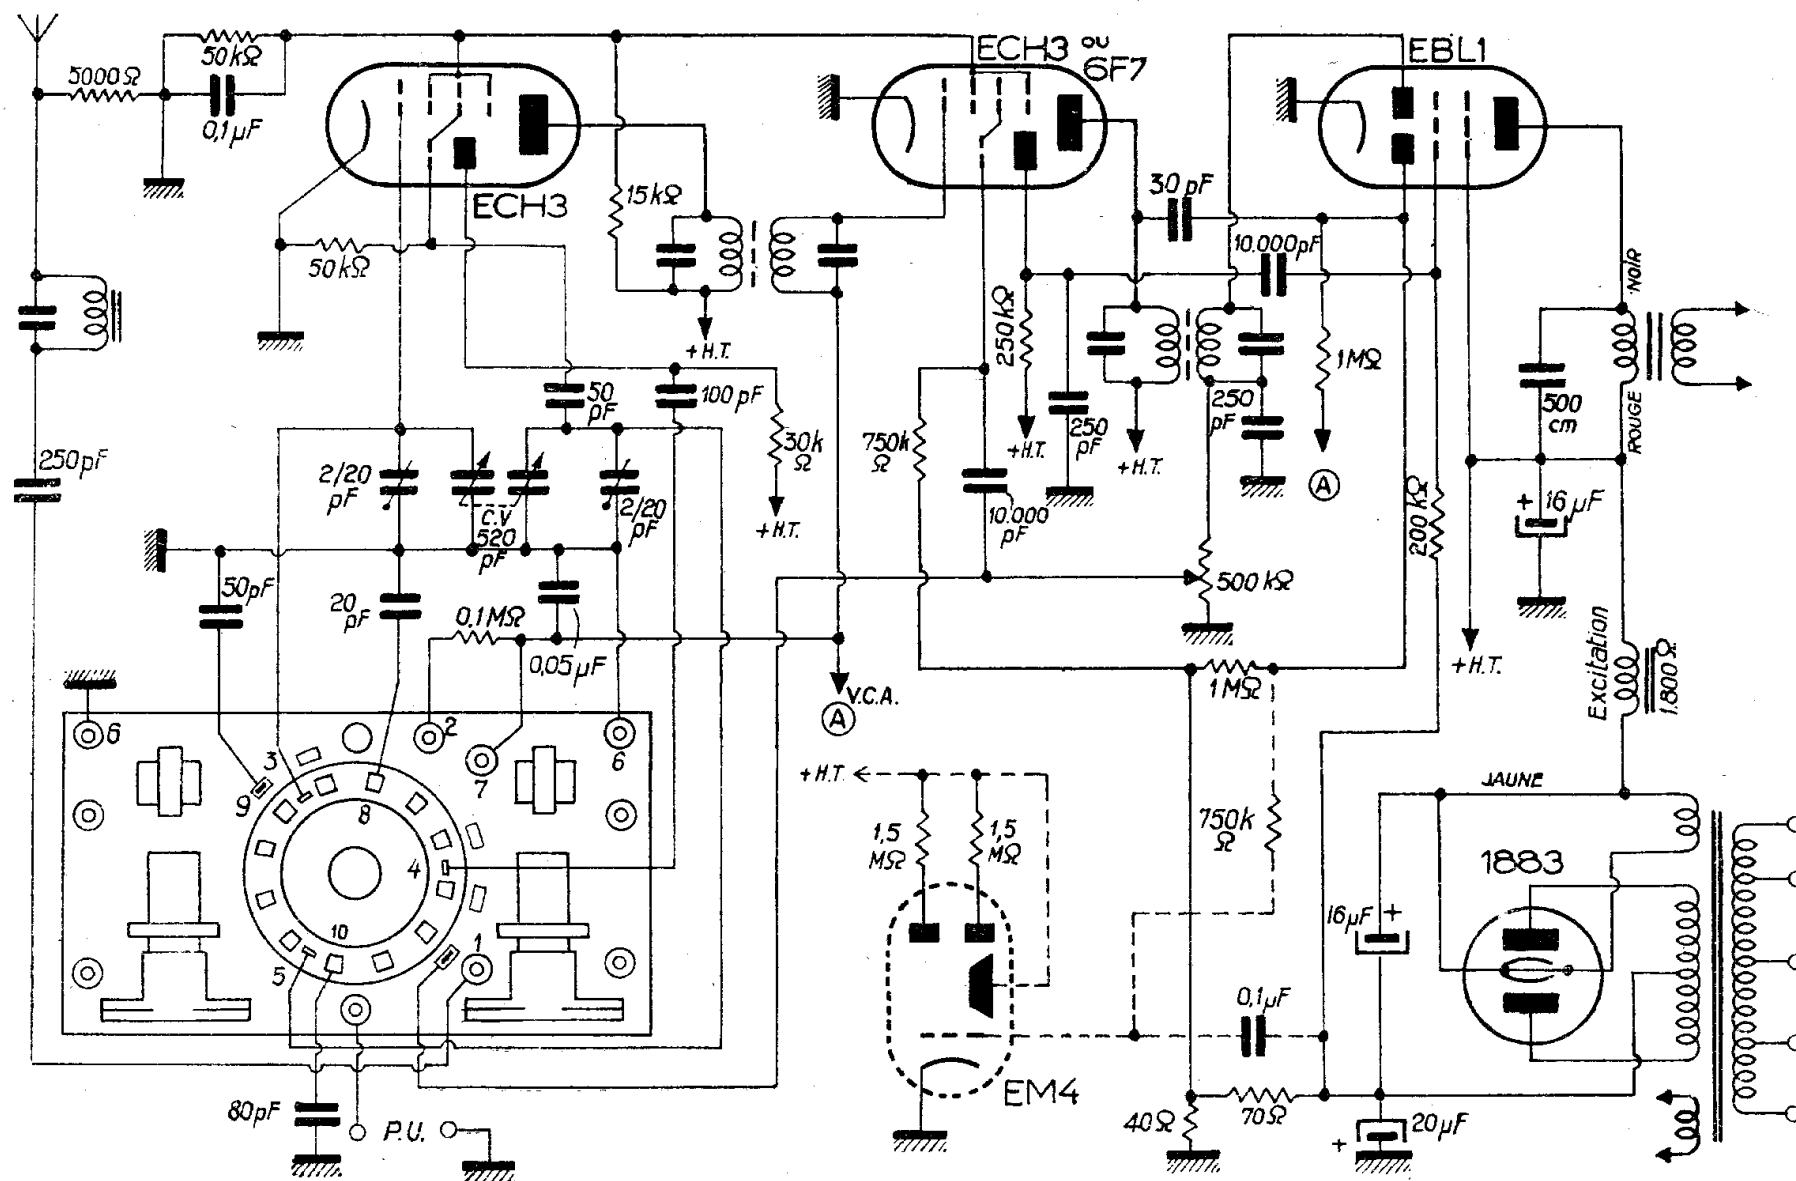 5000Ω
50kΩ
0,1µF
ECH3
50kΩ
15kΩ
+H.T.
ECH3 ou
6F7
EBL1
30 pF
10.000pF
250kΩ
+H.T.
250
pF
+H.T.
250
pF
1MΩ
A
NOIR
ROUGE
500
cm
16µF
+
250pF
2/20
pF
C.V
520
pF
2/20
pF
50
pF
100pF
30k
Ω
+H.T.
750k
Ω
10.000
pF
500kΩ
200kΩ
+H.T.
Excitation
1.800Ω
50pF
20
pF
0,1MΩ
0,05µF
V.C.A.
A
1MΩ
6
2
7
6
3
9
8
4
10
5
1
+H.T.
1,5
MΩ
1,5
MΩ
750k
Ω
EM4
0,1µF
40Ω
70Ω
JAUNE
1883
16µF
+
20µF
+
80pF
P.U.